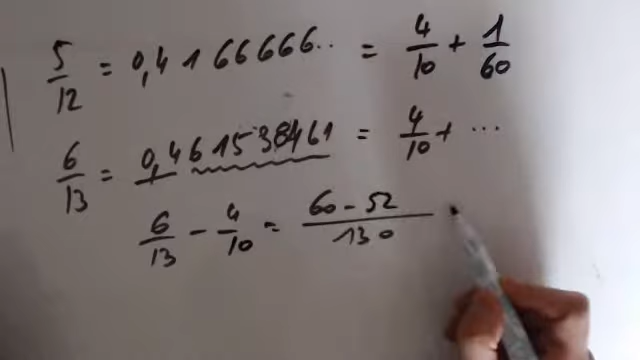 5/12 = 0,4166666.. = 4/10 + 1/60
6/13 = 0,461538461 = 4/10 + ...
6/13 - 4/10 = (60 - 52)/130